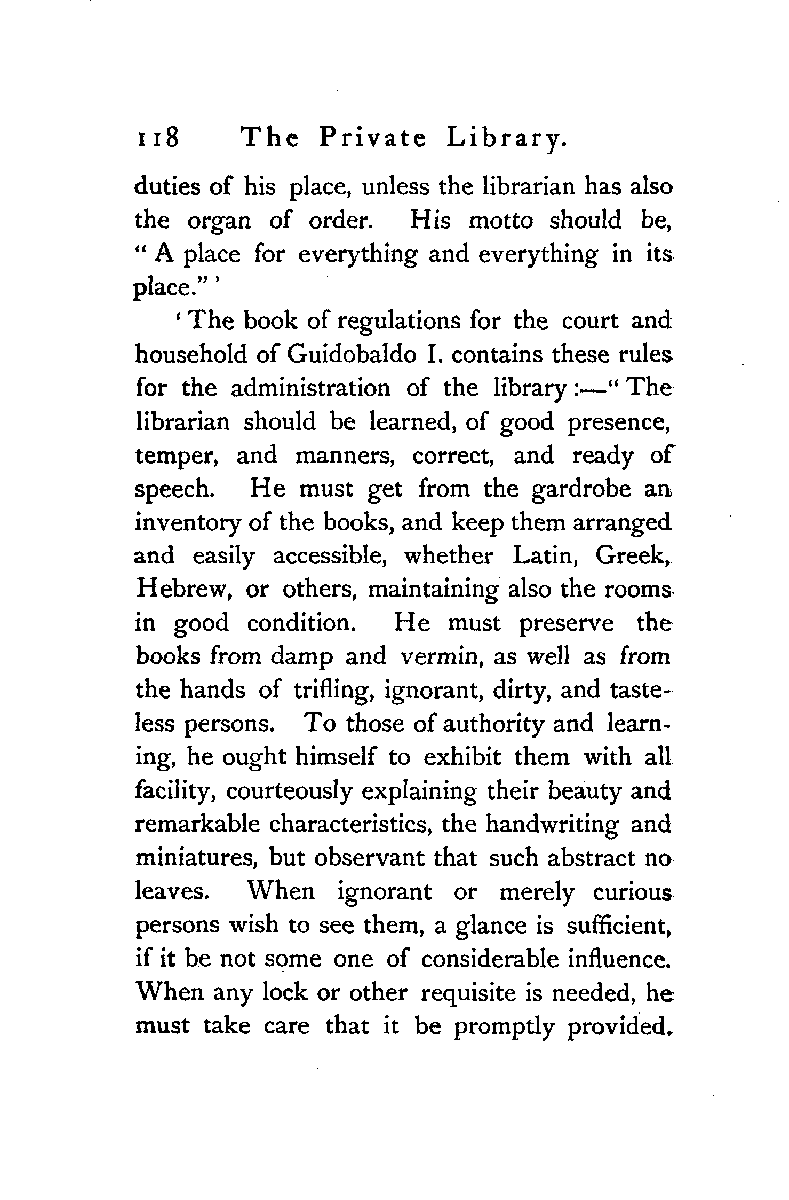 118 The Private Library.
duties of his place, unless the librarian has also
the organ of order. His motto should be,
“ A place for everything and everything in its
place.” ’
‘ The book of regulations for the court and
household of Guidobaldo I. contains these rules
for the administration of the library :—“ The
librarian should be learned, of good presence,
temper, and manners, correct, and ready of
speech. He must get from the gardrobe an
inventory of the books, and keep them arranged
and easily accessible, whether Latin, Greek,
Hebrew, or others, maintaining also the rooms
in good condition. He must preserve the
books from damp and vermin, as well as from
the hands of trifling, ignorant, dirty, and taste-
less persons. To those of authority and learn-
ing, he ought himself to exhibit them with all
facility, courteously explaining their beauty and
remarkable characteristics, the handwriting and
miniatures, but observant that such abstract no
leaves. When ignorant or merely curious
persons wish to see them, a glance is sufficient,
if it be not some one of considerable influence.
When any lock or other requisite is needed, he
must take care that it be promptly provided.